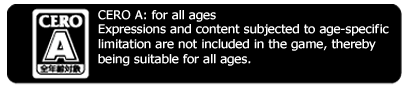 CERO A: for all ages
Expressions and content subjected to age-specific
limitation are not included in the game, thereby
being suitable for all ages.
CERO
A
全年齢対象